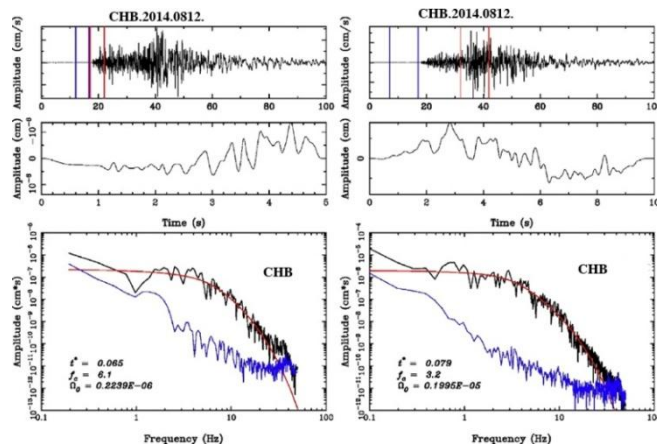 CHB.2014.0812.
CHB.2014.0812.
Amplitude (cm/s)
0 20 40 60 80 100
Amplitude (cm/s)
0 20 40 60 80 100
Amplitude (cm)
0
0 1 2 3 4 5
Time (s)
Amplitude (cm)
0
0 2 4 6 8 10
Time (s)
Amplitude (cm*s)
CHB
t* = 0.065
f_c = 6.1
Ω_0 = 0.2239E-06
0.1 1 10 100
Frequency (Hz)
Amplitude (cm*s)
CHB
t* = 0.079
f_c = 3.2
Ω_0 = 0.1995E-05
0.1 1 10 100
Frequency (Hz)